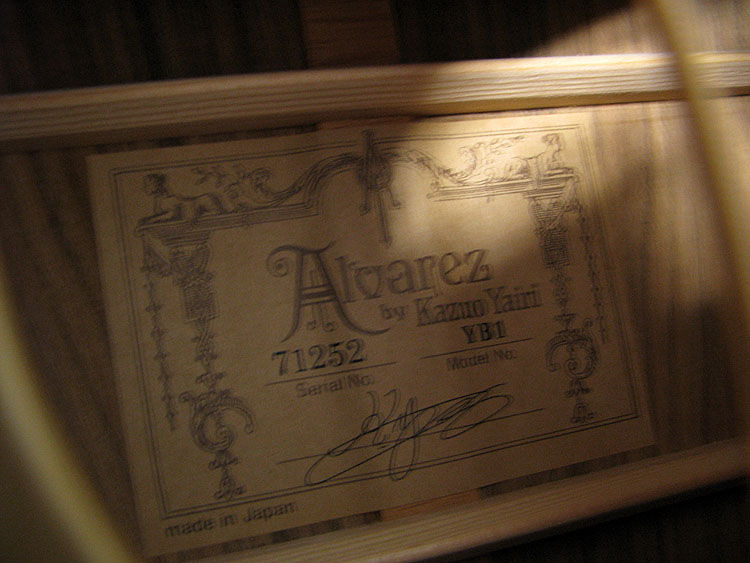 Alvarez
by Kazuo Yairi
71252 YB1
Serial No. Model No.
made in Japan